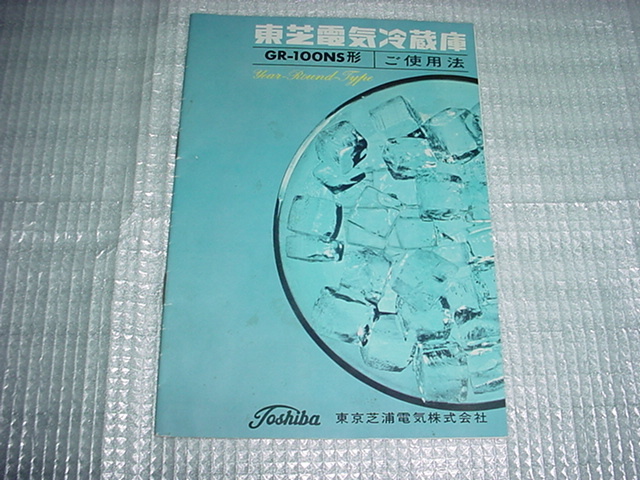 東芝電気冷蔵庫
GR-100NS形 ご使用法
Year-Round-Type
Toshiba 東京芝浦電気株式会社